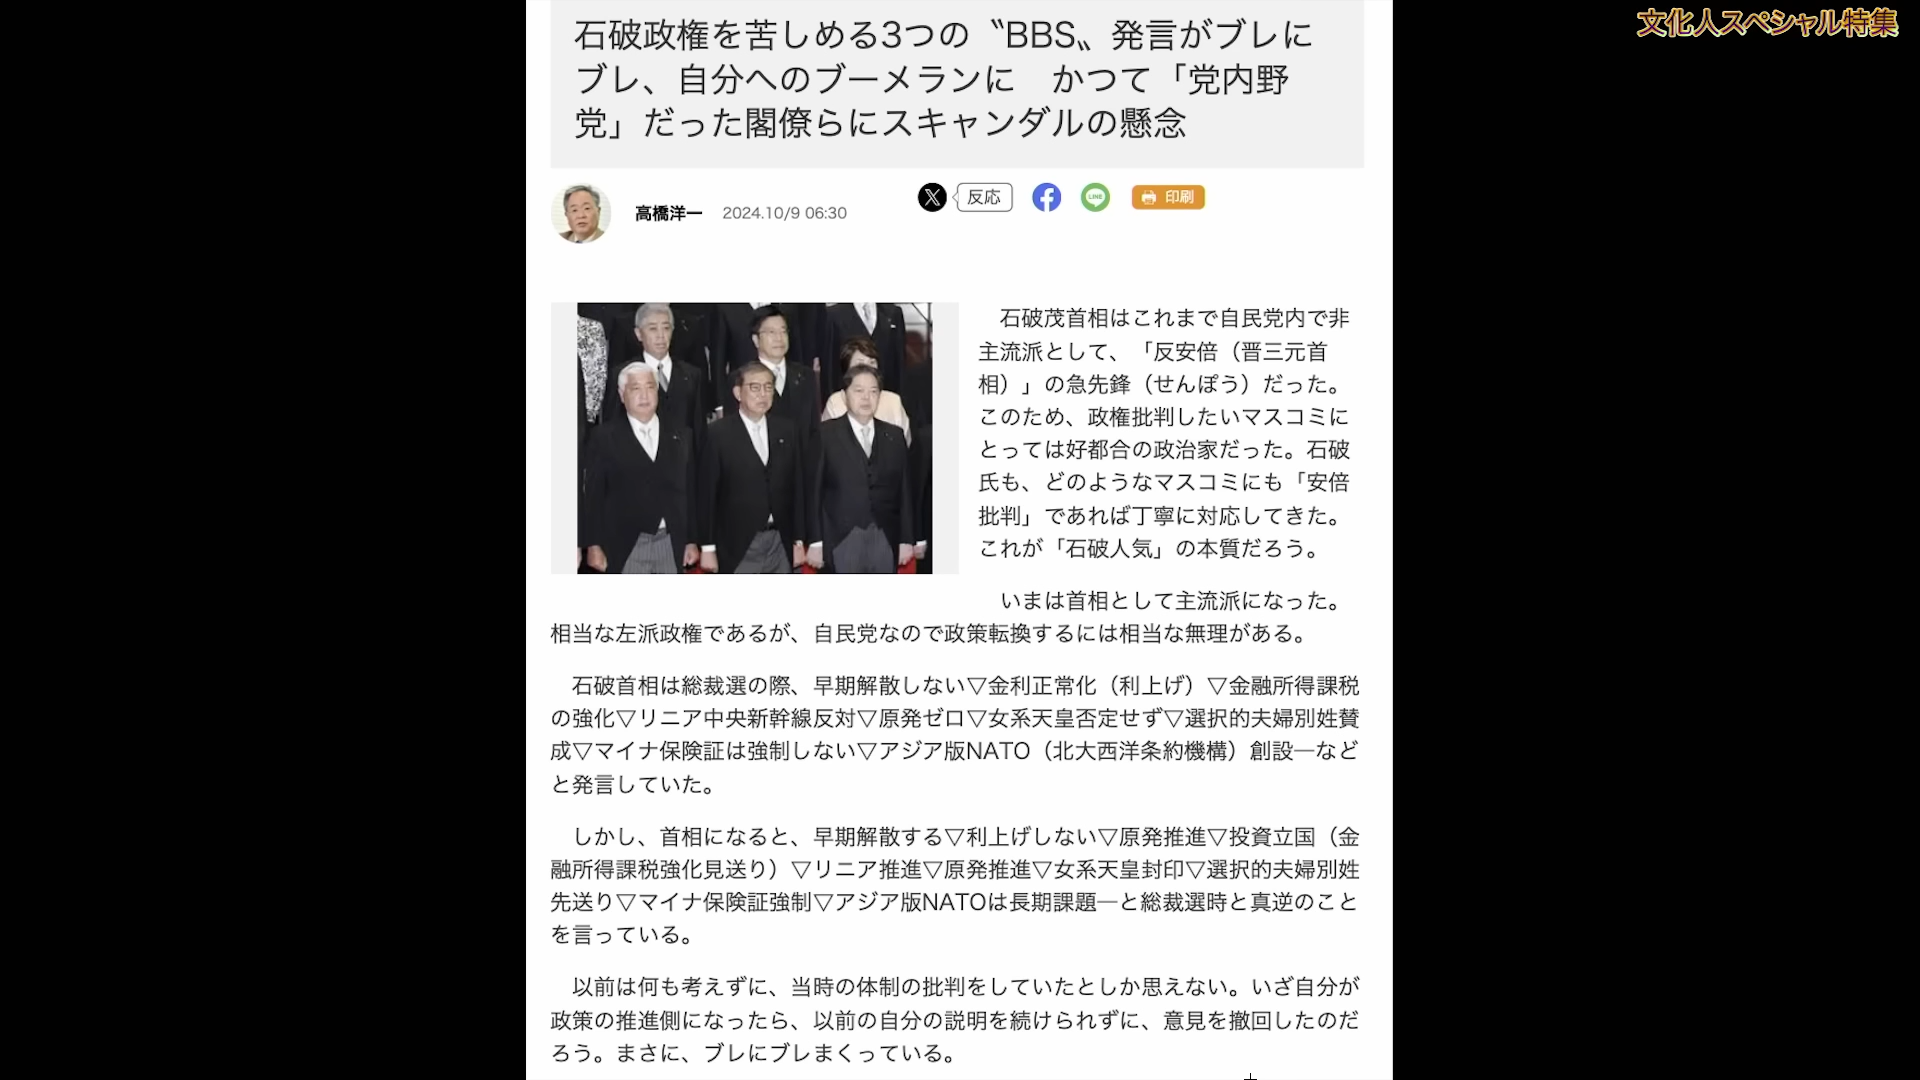 文化人スペシャル特集
石破政権を苦しめる3つの〝BBS〟発言がブレに
ブレ、自分へのブーメランに　かつて「党内野
党」だった閣僚らにスキャンダルの懸念
高橋洋一　2024.10/9 06:30
反応
LINE
印刷
石破茂首相はこれまで自民党内で非
主流派として、「反安倍（晋三元首
相）」の急先鋒（せんぽう）だった。
このため、政権批判したいマスコミに
とっては好都合の政治家だった。石破
氏も、どのようなマスコミにも「安倍
批判」であれば丁寧に対応してきた。
これが「石破人気」の本質だろう。
いまは首相として主流派になった。
相当な左派政権であるが、自民党なので政策転換するには相当な無理がある。
石破首相は総裁選の際、早期解散しない▽金利正常化（利上げ）▽金融所得課税
の強化▽リニア中央新幹線反対▽原発ゼロ▽女系天皇否定せず▽選択的夫婦別姓賛
成▽マイナ保険証は強制しない▽アジア版NATO（北大西洋条約機構）創設―など
と発言していた。
しかし、首相になると、早期解散する▽利上げしない▽原発推進▽投資立国（金
融所得課税強化見送り）▽リニア推進▽原発推進▽女系天皇封印▽選択的夫婦別姓
先送り▽マイナ保険証強制▽アジア版NATOは長期課題―と総裁選時と真逆のこと
を言っている。
以前は何も考えずに、当時の体制の批判をしていたとしか思えない。いざ自分が
政策の推進側になったら、以前の自分の説明を続けられずに、意見を撤回したのだ
ろう。まさに、ブレにブレまくっている。